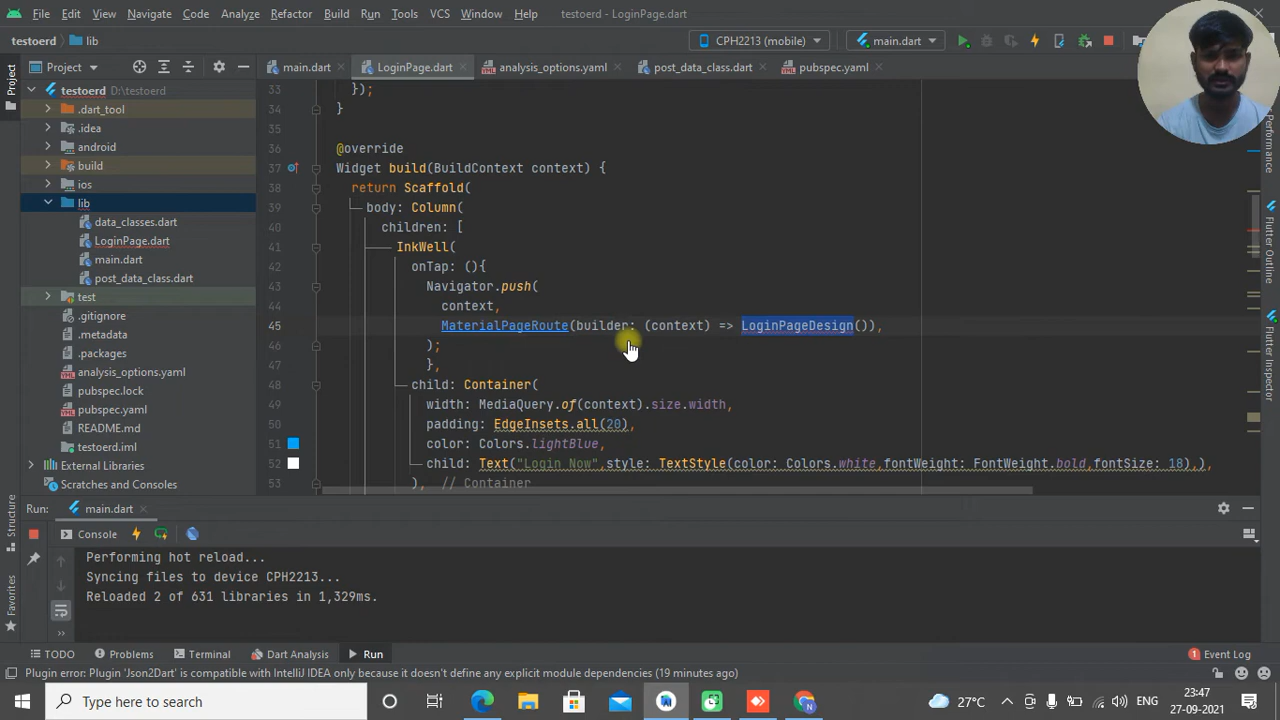 File Edit View Navigate Code Analyze Refactor Build Run Tools VCS Window Help testoerd - LoginPage.dart
testoerd lib CPH2213 (mobile) main.dart
Project main.dart LoginPage.dart analysis_options.yaml post_data_class.dart pubspec.yaml
Project
testoerd D:\testoerd
.dart_tool
.idea
android
build
ios
lib
data_classes.dart
LoginPage.dart
main.dart
post_data_class.dart
test
.gitignore
.metadata
.packages
analysis_options.yaml
pubspec.lock
pubspec.yaml
README.md
testoerd.iml
External Libraries
Scratches and Consoles
33 });
34 }
35
36 @override
37 Widget build(BuildContext context) {
38 return Scaffold(
39 body: Column(
40 children: [
41 InkWell(
42 onTap: (){
43 Navigator.push(
44 context,
45 MaterialPageRoute(builder: (context) => LoginPageDesign()),
46 );
47 },
48 child: Container(
49 width: MediaQuery.of(context).size.width,
50 padding: EdgeInsets.all(20),
51 color: Colors.lightBlue,
52 child: Text("Login Now",style: TextStyle(color: Colors.white,fontWeight: FontWeight.bold,fontSize: 18),),
53 ), // Container
Performance
Flutter Outline
Flutter Inspector
Structure
Favorites
Run: main.dart
Console
Performing hot reload...
Syncing files to device CPH2213...
Reloaded 2 of 631 libraries in 1,329ms.
TODO Problems Terminal Dart Analysis Run 1 Event Log
Plugin error: Plugin 'Json2Dart' is compatible with IntelliJ IDEA only because it doesn't define any explicit module dependencies (19 minutes ago)
Type here to search 27°C ENG 23:47
27-09-2021